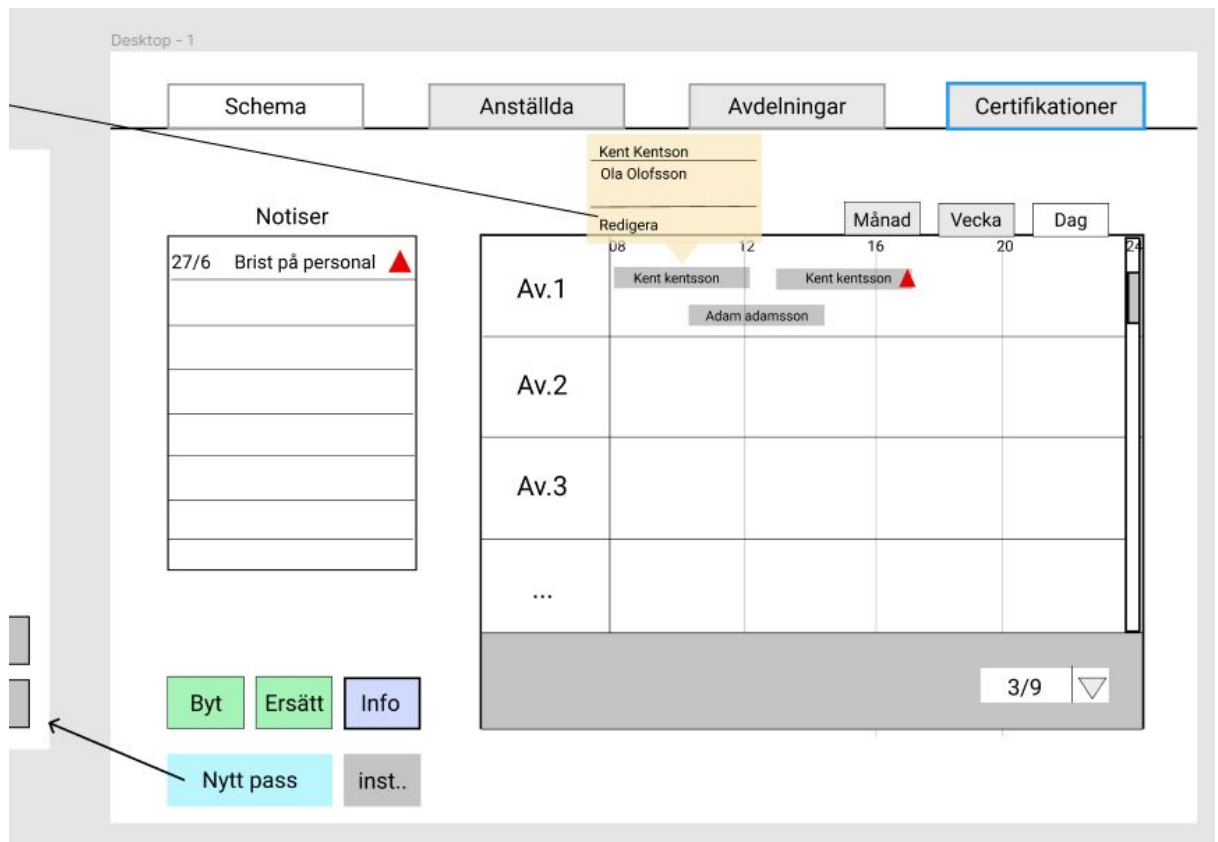 Desktop - 1
Schema
Anställda
Avdelningar
Certifikationer
Kent Kentson
Ola Olofsson
Redigera
Notiser
27/6 Brist på personal
Månad
Vecka
Dag
08 12 16 20 24
Av.1
Kent kentsson
Kent kentsson
Adam adamsson
Av.2
Av.3
...
3/9
Byt
Ersätt
Info
Nytt pass
inst..